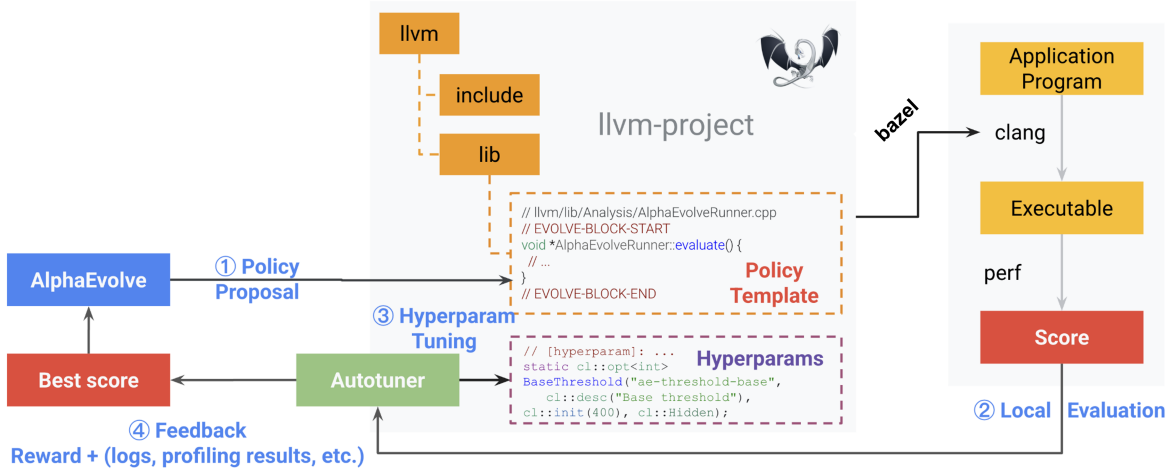 llvm
include
lib
llvm-project
bazel
Application
Program
clang
Executable
perf
Score
// llvm/lib/Analysis/AlphaEvolveRunner.cpp
// EVOLVE-BLOCK-START
void *AlphaEvolveRunner::evaluate() {
// ...
}
// EVOLVE-BLOCK-END
Policy
Template
AlphaEvolve
① Policy
Proposal
③ Hyperparam
Tuning
// [hyperparam]: ...
static cl::opt<int>
BaseThreshold("ae-threshold-base",
cl::desc("Base threshold"),
cl::init(400), cl::Hidden);
Hyperparams
Best score
Autotuner
② Local Evaluation
④ Feedback
Reward + (logs, profiling results, etc.)